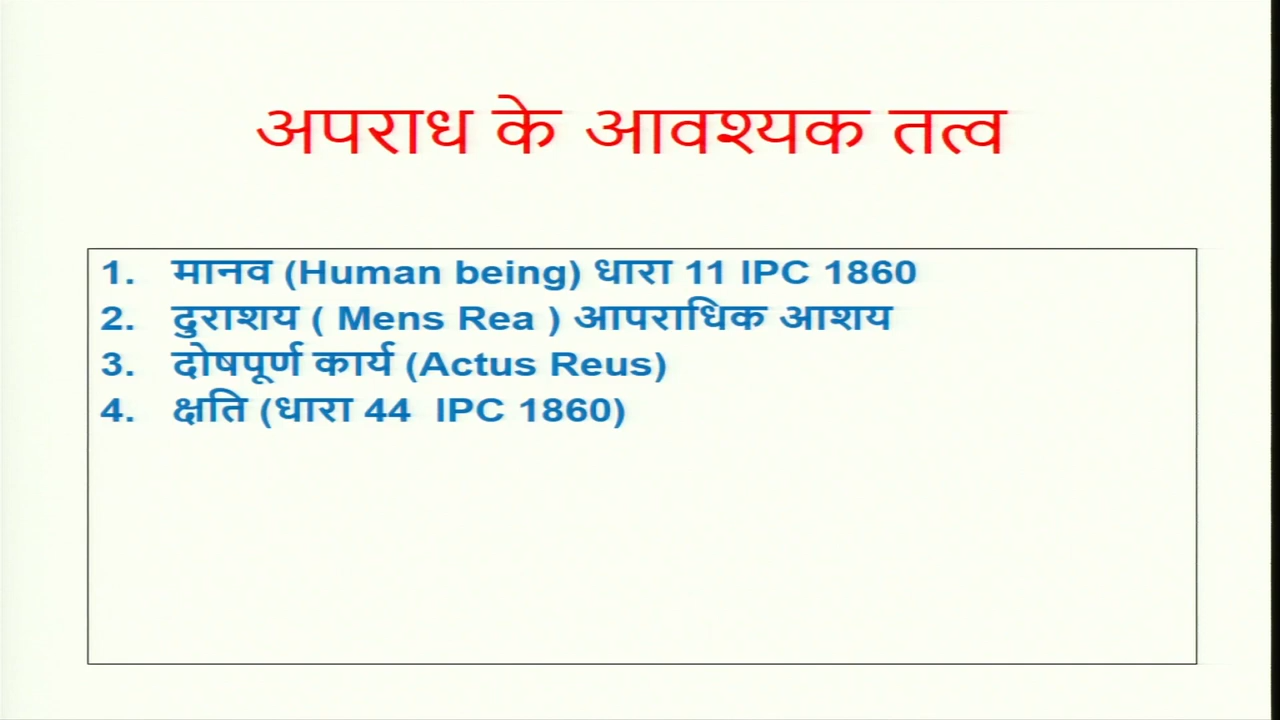 अपराध के आवश्यक तत्व
1. मानव (Human being) धारा 11 IPC 1860
2. दुराशय ( Mens Rea ) आपराधिक आशय
3. दोषपूर्ण कार्य (Actus Reus)
4. क्षति (धारा 44 IPC 1860)